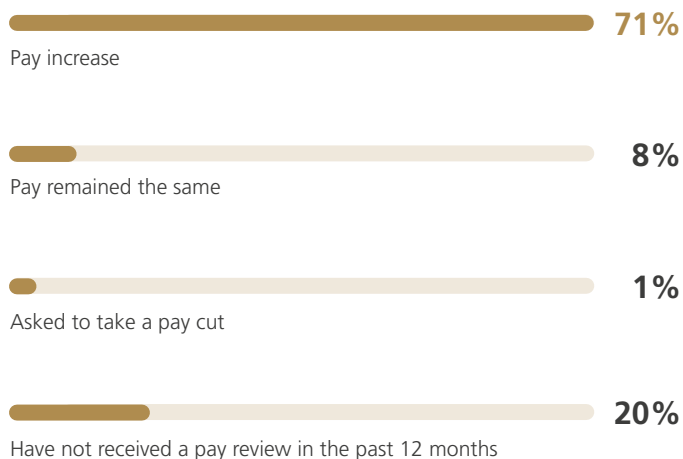 71%
Pay increase
8%
Pay remained the same
1%
Asked to take a pay cut
20%
Have not received a pay review in the past 12 months